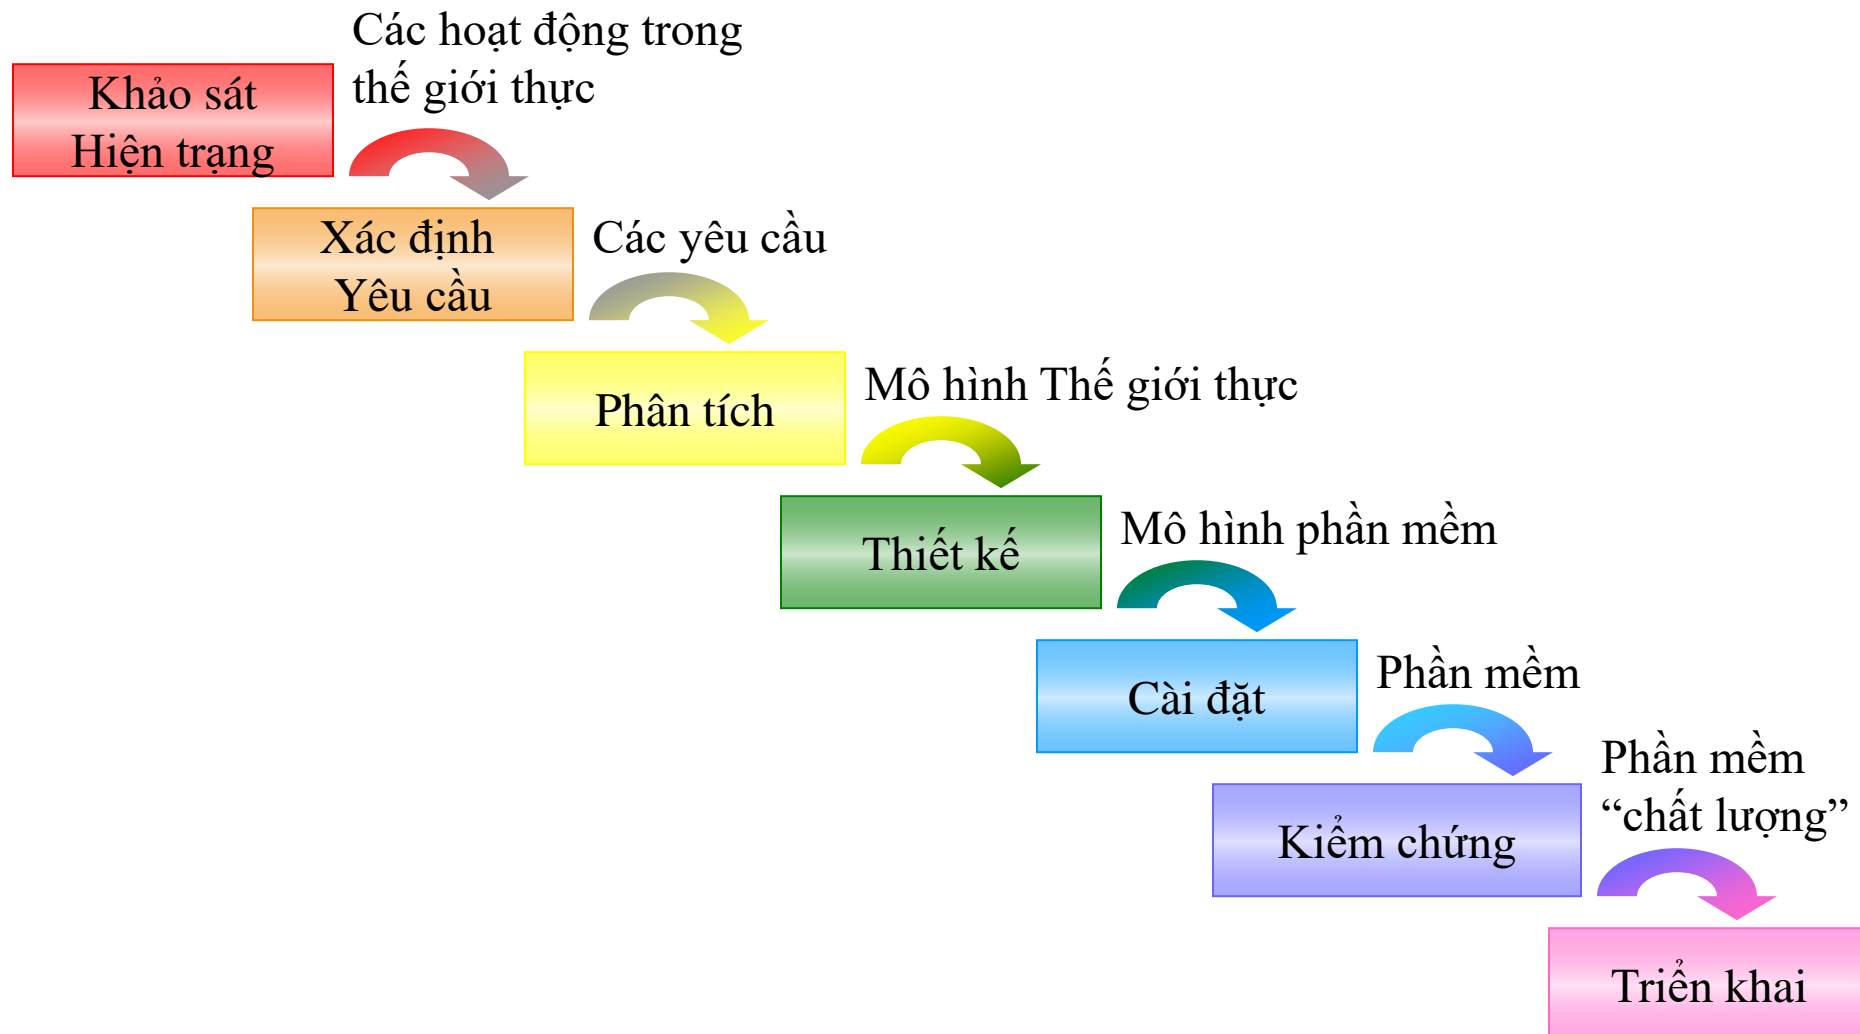 Các hoạt động trong
thế giới thực
Khảo sát
Hiện trạng
Xác định
Yêu cầu
Các yêu cầu
Phân tích
Mô hình Thế giới thực
Thiết kế
Mô hình phần mềm
Cài đặt
Phần mềm
Kiểm chứng
Phần mềm
“chất lượng”
Triển khai